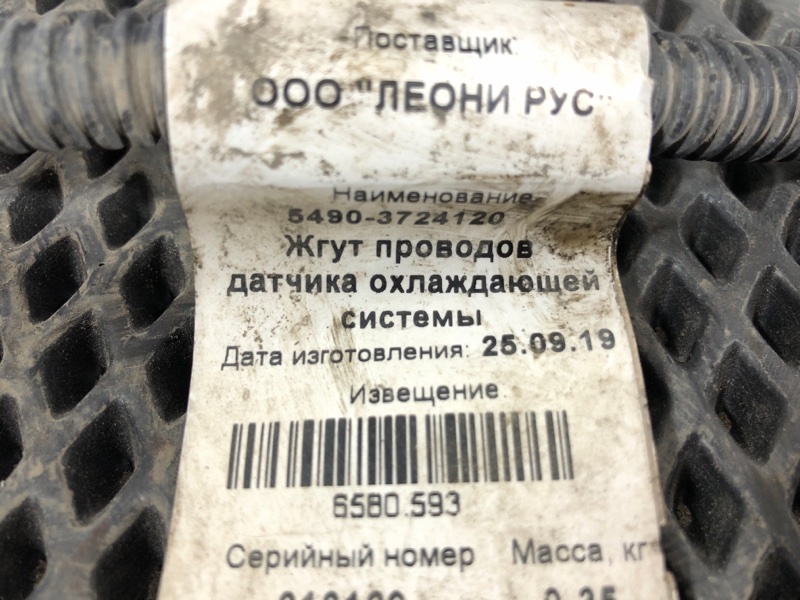 Поставщик:
ООО "ЛЕОНИ РУС"
Наименование
5490-3724120
Жгут проводов
датчика охлаждающей
системы
Дата изготовления: 25.09.19
Извещение
6580.593
Серийный номер Масса, кг